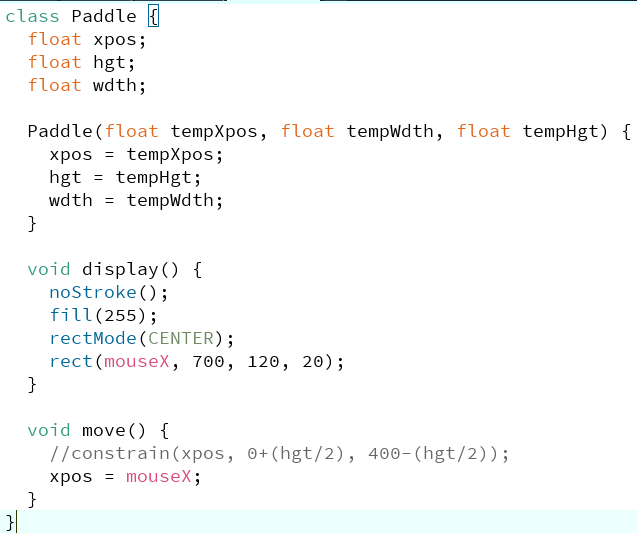 class Paddle {
  float xpos;
  float hgt;
  float wdth;

  Paddle(float tempXpos, float tempWdth, float tempHgt) {
    xpos = tempXpos;
    hgt = tempHgt;
    wdth = tempWdth;
  }

  void display() {
    noStroke();
    fill(255);
    rectMode(CENTER);
    rect(mouseX, 700, 120, 20);
  }

  void move() {
    //constrain(xpos, 0+(hgt/2), 400-(hgt/2));
    xpos = mouseX;
  }
}